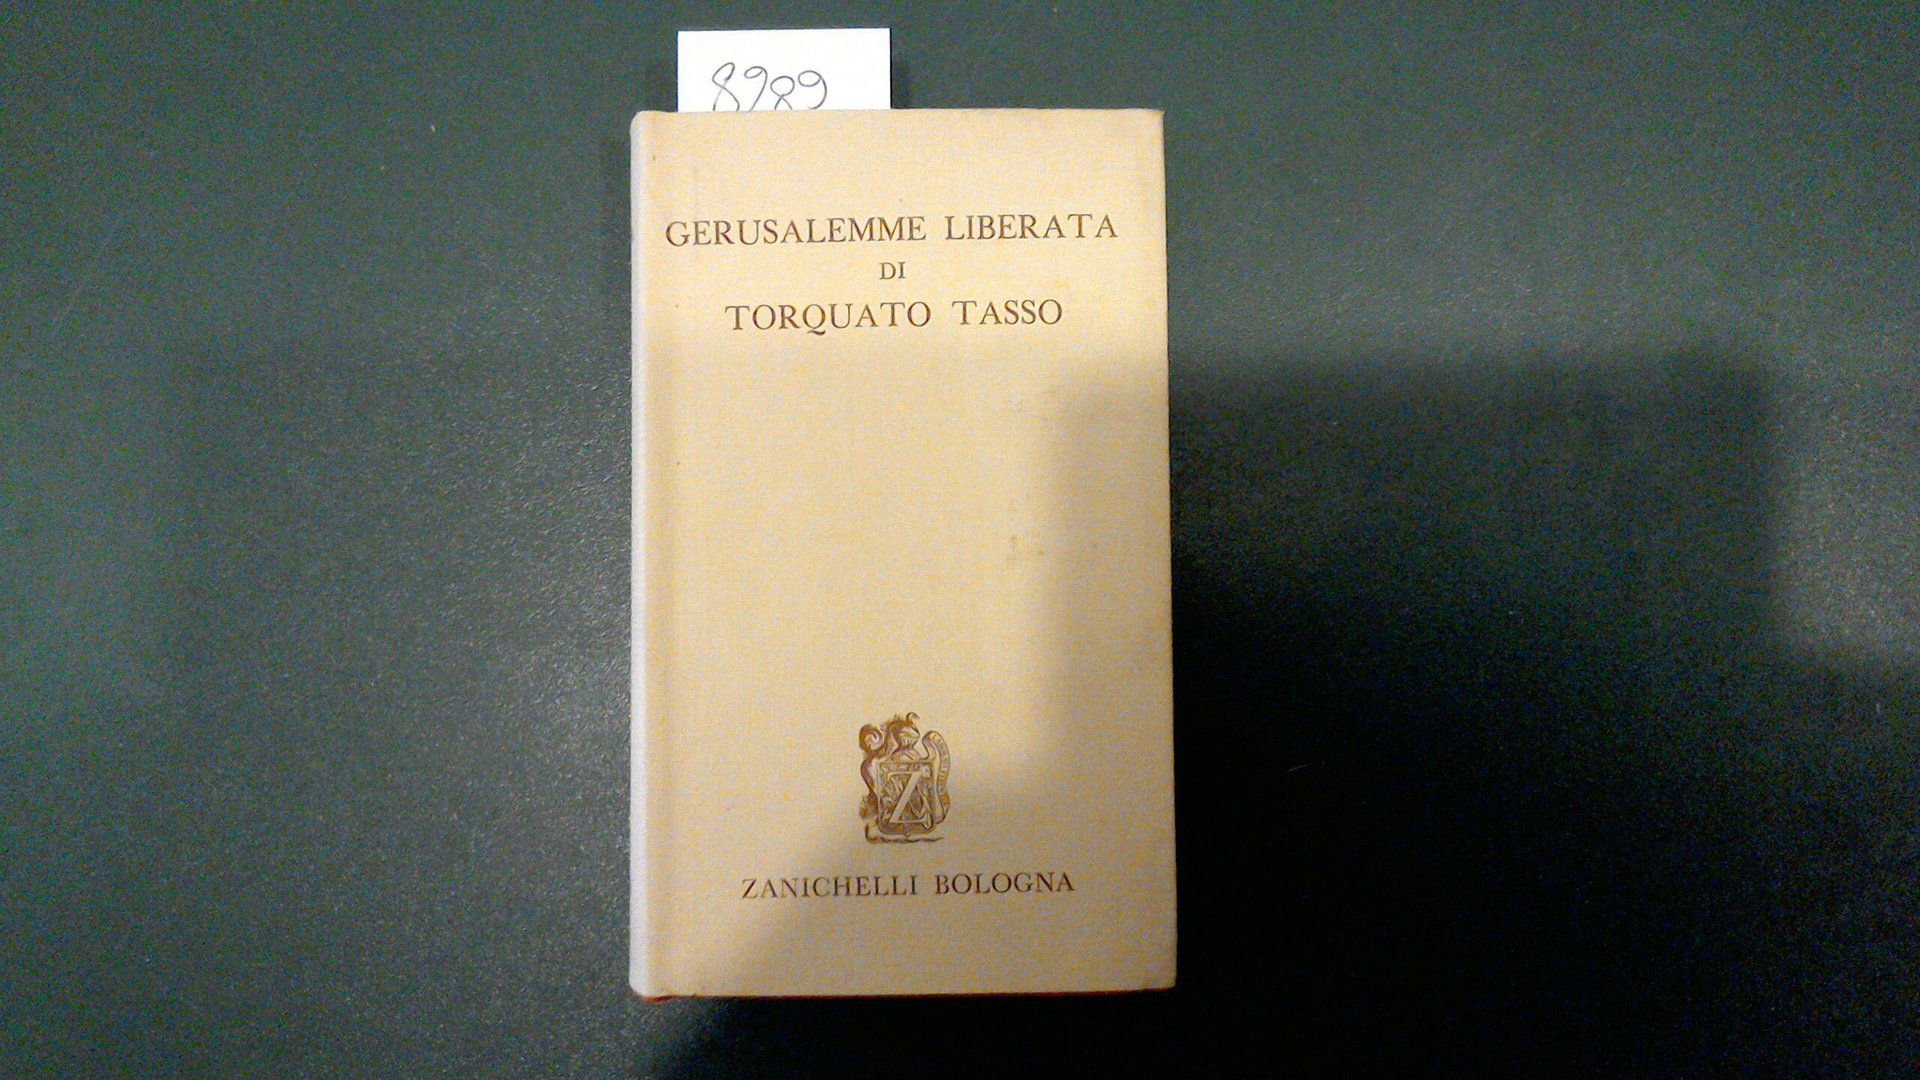 8989
GERUSALEMME LIBERATA
DI
TORQUATO TASSO
Z
ZANICHELLI BOLOGNA